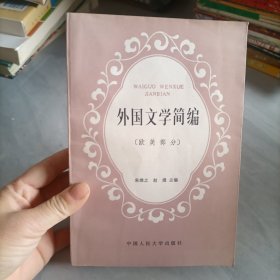 WAIGUO WENXUE
JIANBIAN
外国文学简编
〔欧美部分〕
朱维之 赵澧 主编
中国人民大学出版社